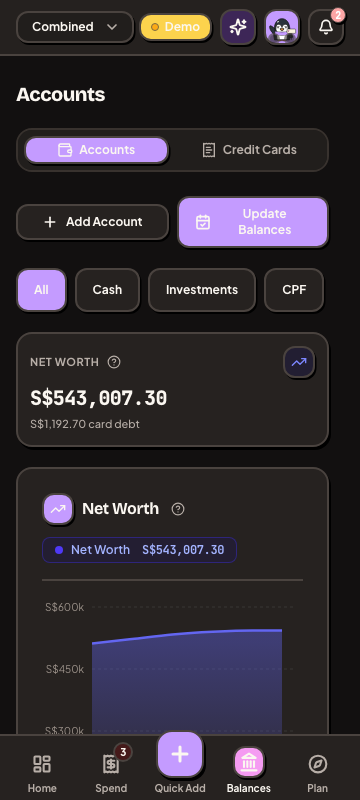 Combined
Demo
2
Accounts
Accounts
Credit Cards
Add Account
Update
Balances
All
Cash
Investments
CPF
NET WORTH
S$543,007.30
S$1,192.70 card debt
Net Worth
Net Worth S$543,007.30
S$600k
S$450k
S$300k
3
Home
Spend
Quick Add
Balances
Plan